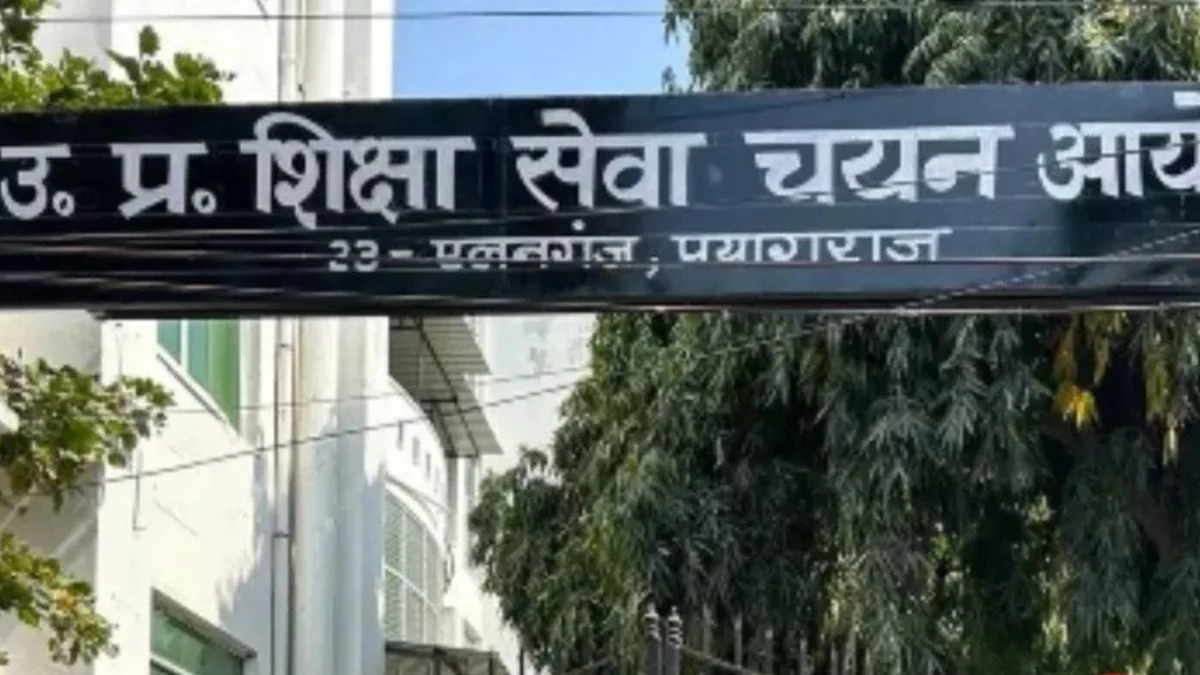 उ. प्र. शिक्षा सेवा चयन आयो
23 - एलनगंज, प्रयागराज